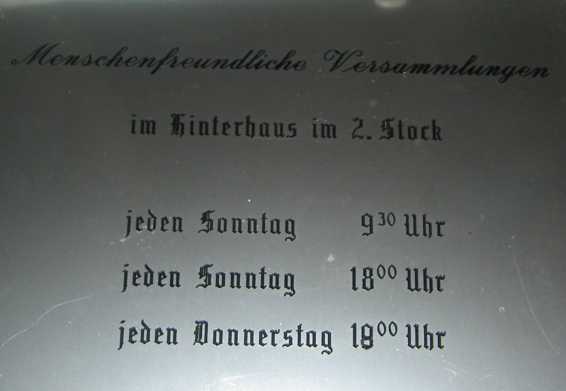 Menschenfreundliche Versammlungen
im Hinterhaus im 2. Stock
jeden Sonntag 9³⁰ Uhr
jeden Sonntag 18⁰⁰ Uhr
jeden Donnerstag 18⁰⁰ Uhr